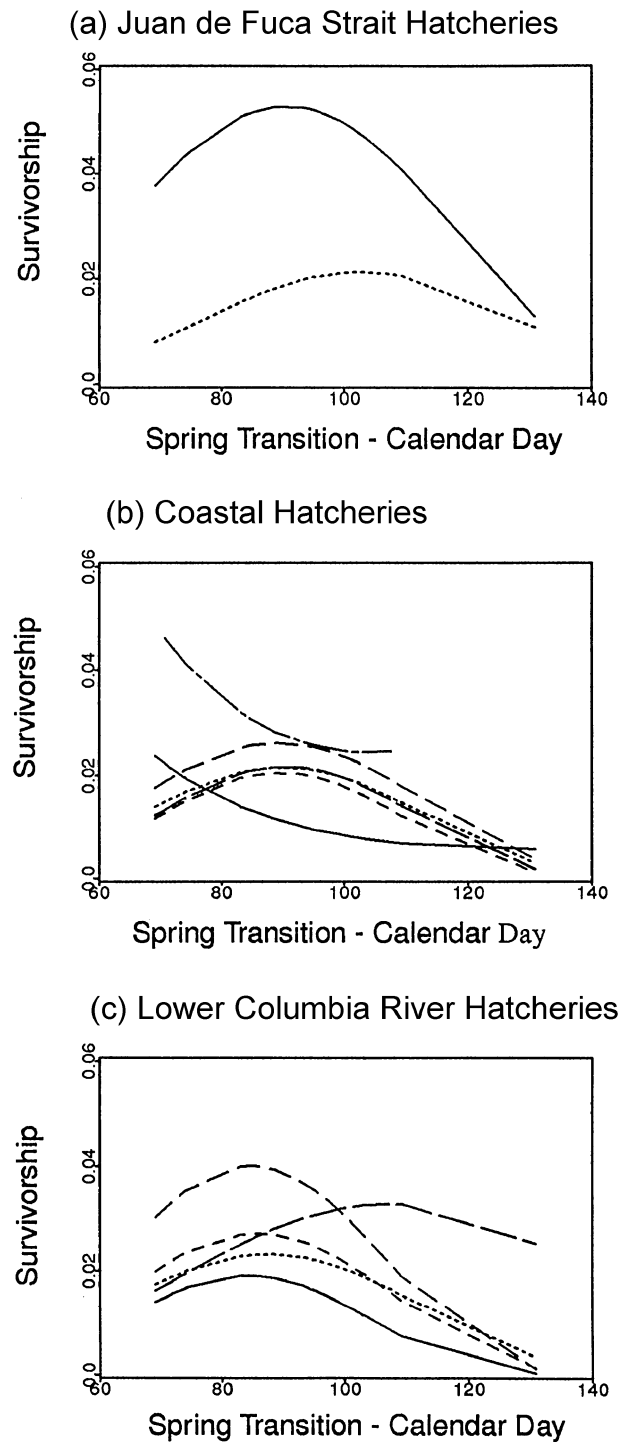 (a) Juan de Fuca Strait Hatcheries
0.06
0.04
0.02
0.0
Survivorship
60 80 100 120 140
Spring Transition - Calendar Day
(b) Coastal Hatcheries
0.06
0.04
0.02
0.0
Survivorship
60 80 100 120 140
Spring Transition - Calendar Day
(c) Lower Columbia River Hatcheries
0.06
0.04
0.02
0.0
Survivorship
60 80 100 120 140
Spring Transition - Calendar Day